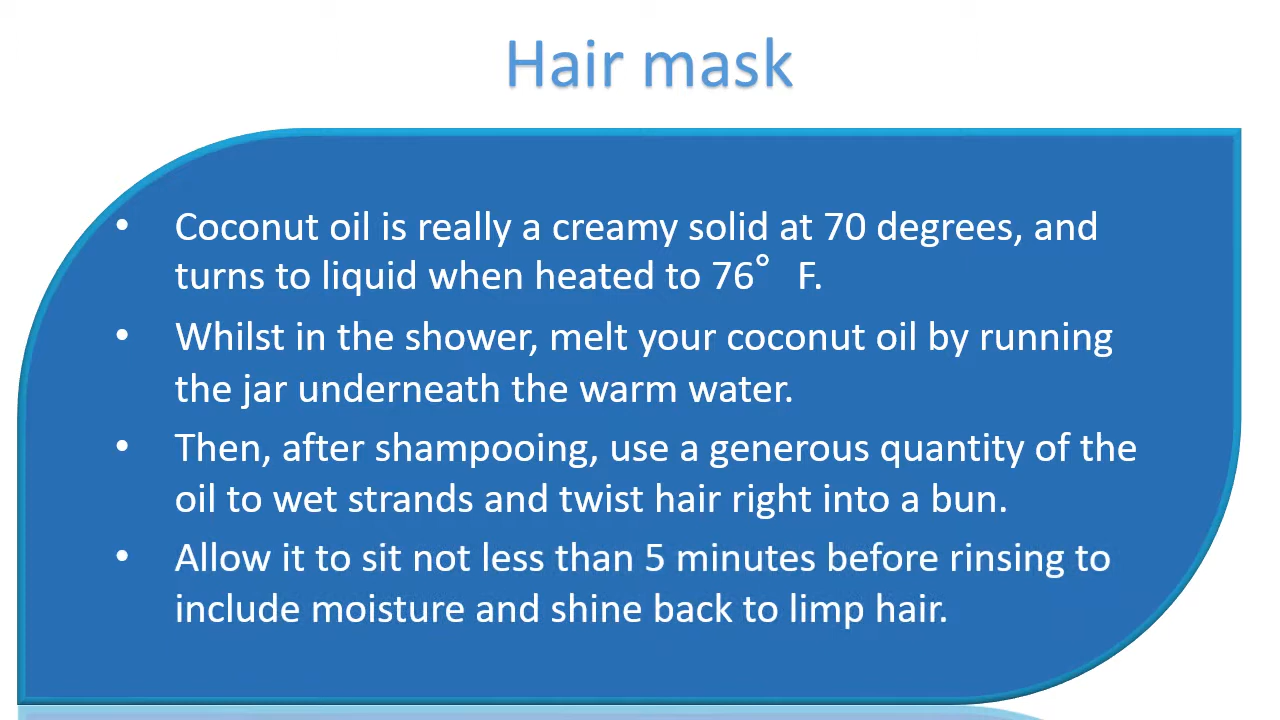 Hair mask
• Coconut oil is really a creamy solid at 70 degrees, and
turns to liquid when heated to 76° F.
• Whilst in the shower, melt your coconut oil by running
the jar underneath the warm water.
• Then, after shampooing, use a generous quantity of the
oil to wet strands and twist hair right into a bun.
• Allow it to sit not less than 5 minutes before rinsing to
include moisture and shine back to limp hair.